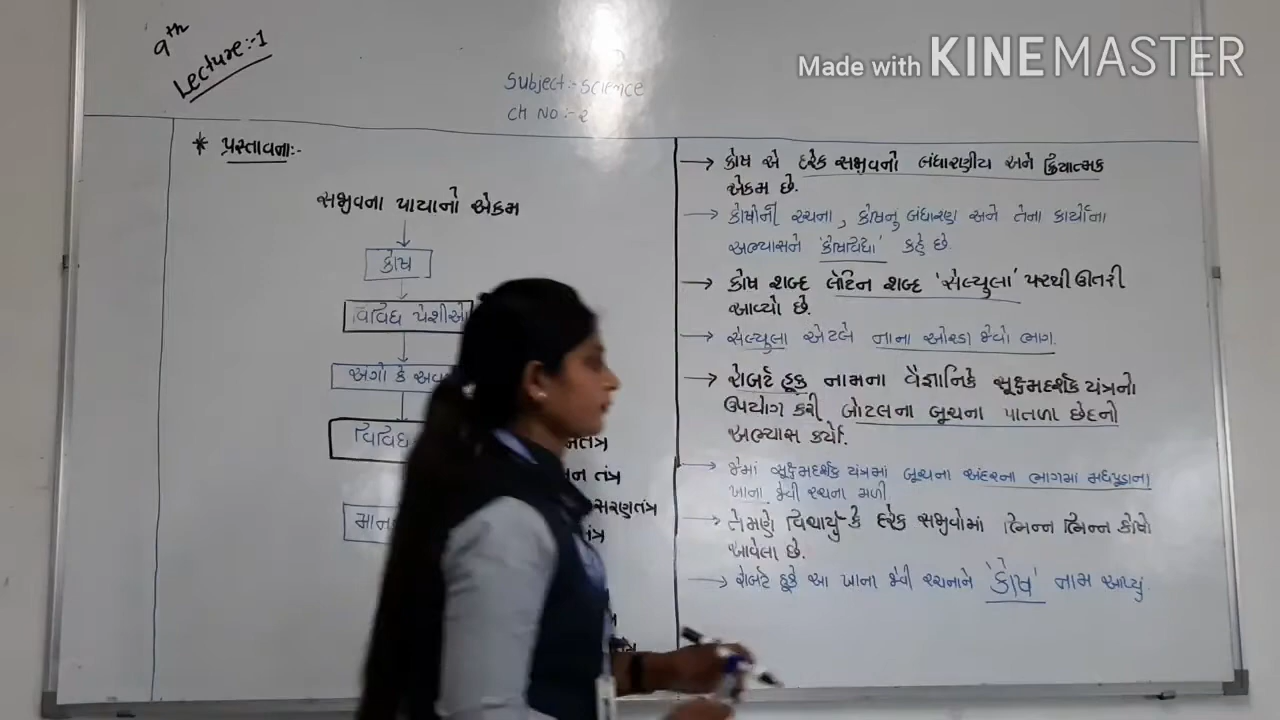 9th
Lecture:-1
Made with KINEMASTER
Subject:- Science
CH NO:- 2
* પ્રસ્તાવના:-
સજીવના પાયાનો એકમ
કોષ
વિવિધ પેશીઓ
અંગો કે
વિવિધ
તંત્ર
→ કોષ એ દરેક સજીવનો બંધારણીય અને ક્રિયાત્મક
એકમ છે.
→ કોષોની રચના, કોષનું બંધારણ અને તેના કાર્યોના
અભ્યાસને 'કોષવિદ્યા' કહે છે.
→ કોષ શબ્દ લેટિન શબ્દ 'સેલ્યુલા' પરથી ઊતરી
આવ્યો છે.
→ સેલ્યુલા એટલે નાના ઓરડા જેવો ભાગ.
→ રોબર્ટ હૂક નામના વૈજ્ઞાનિકે સૂક્ષ્મદર્શક યંત્રનો
ઉપયોગ કરી બોટલના બૂચના પાતળા છેદનો
અભ્યાસ કર્યો.
→ જેમાં સૂક્ષ્મદર્શક યંત્રમાં બૂચના અંદરના ભાગમાં મધપુડાના
ખાના જેવી રચના મળી
→ તેમણે વિચાર્યુ કે દરેક સજીવોમાં ભિન્ન ભિન્ન કોષો
આવેલા છે.
→ રોબર્ટ હૂકે આ ખાના જેવી રચનાને 'કોષ' નામ આપ્યું.